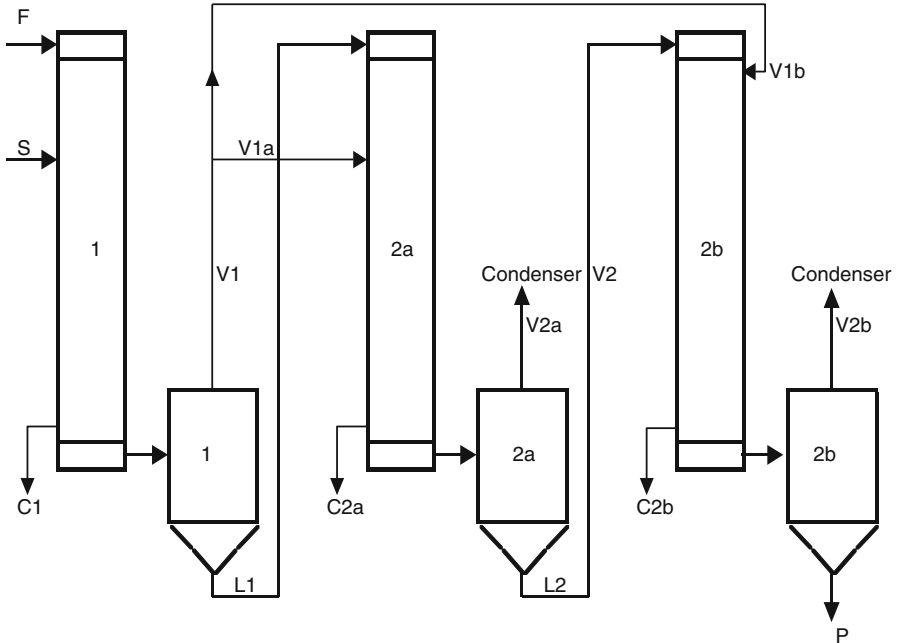 F
V1b
S
V1a
1
2a
2b
V1
Condenser
V2
Condenser
V2a
V2b
1
2a
2b
C1
C2a
C2b
L1
L2
P